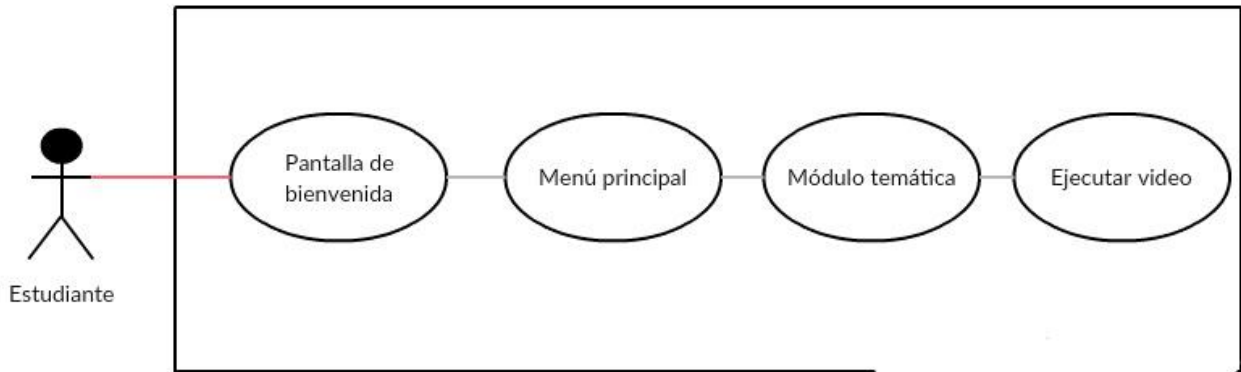 Pantalla de
bienvenida
Menú principal
Módulo temática
Ejecutar video
Estudiante